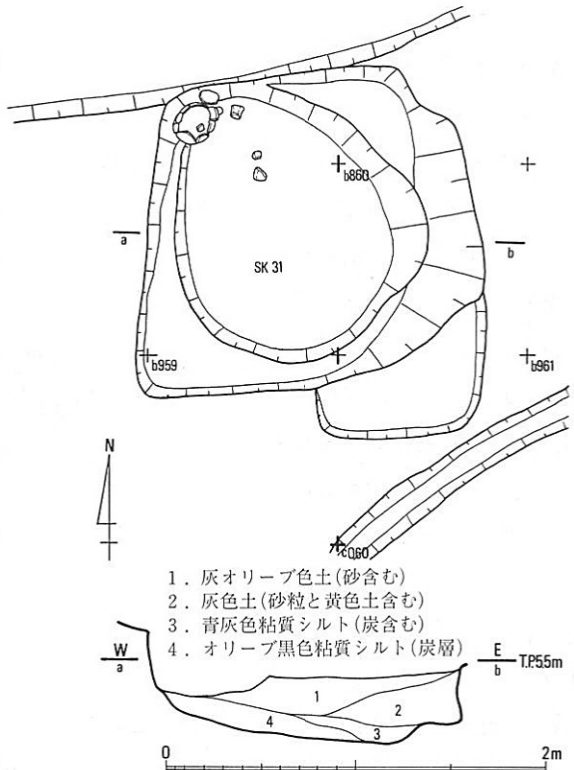 b860
a
b
SK 31
b959
b961
N
c060
1．灰オリーブ色土(砂含む)
2．灰色土(砂粒と黄色土含む)
3．青灰色粘質シルト(炭含む)
4．オリーブ黒色粘質シルト(炭層)
W
a
E
b
T.P.5.5m
1
2
4
3
0
2m